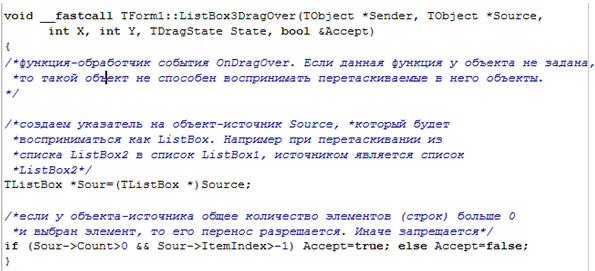 void __fastcall TForm1::ListBox3DragOver(TObject *Sender, TObject *Source,
int X, int Y, TDragState State, bool &Accept)
{
/*функция-обработчик события OnDragOver. Если данная функция у объекта не задана,
*то такой объект не способен воспринимать перетаскиваемые в него объекты.
*/
/*создаем указатель на объект-источник Source, *который будет
*восприниматься как ListBox. Например при перетаскивании из
*списка ListBox2 в список ListBox1, источником является список
*ListBox2*/
TListBox *Sour=(TListBox *)Source;
/*если у объекта-источника общее количество элементов (строк) больше 0
*и выбран элемент, то его перенос разрешается. Иначе запрещается*/
if (Sour->Count>0 && Sour->ItemIndex>-1) Accept=true; else Accept=false;
}